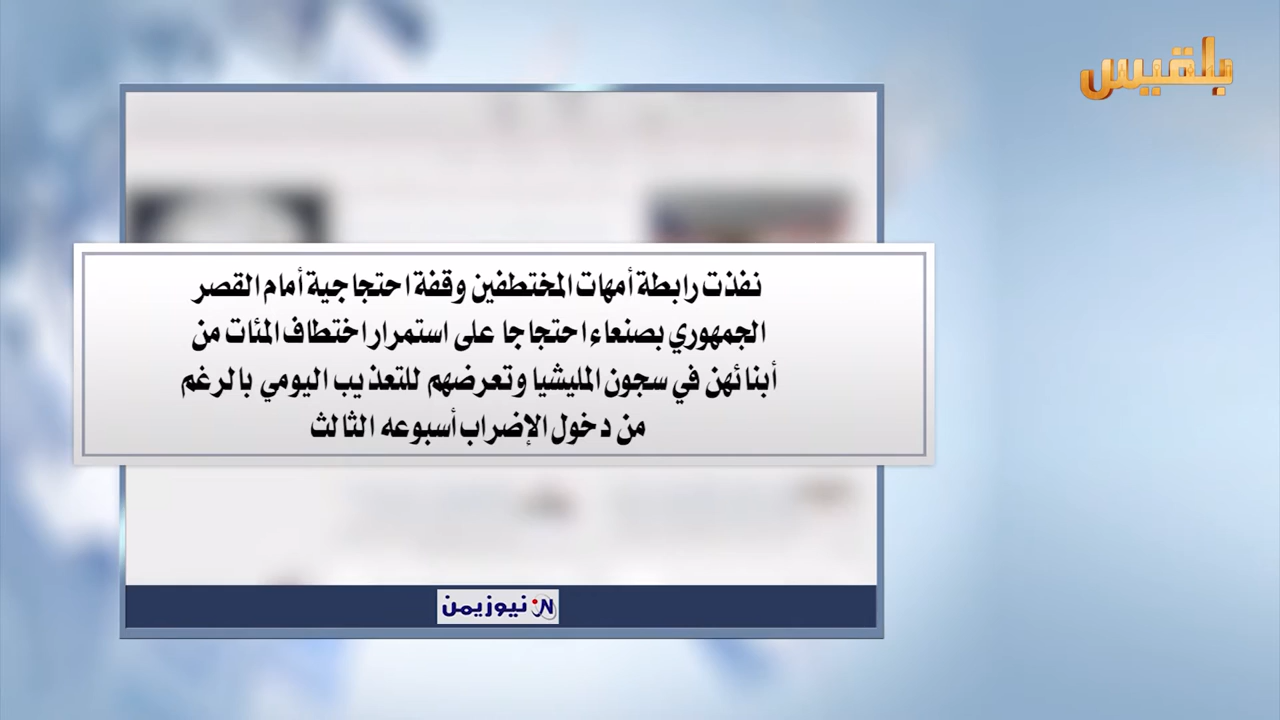 بلقيس
نفذت رابطة أمهات المختطفين وقفة احتجاجية أمام القصر
الجمهوري بصنعاء احتجاجا على استمرار اختطاف المئات من
أبنائهن في سجون المليشيا وتعرضهم للتعذيب اليومي بالرغم
من دخول الإضراب أسبوعه الثالث
نيوزيمن